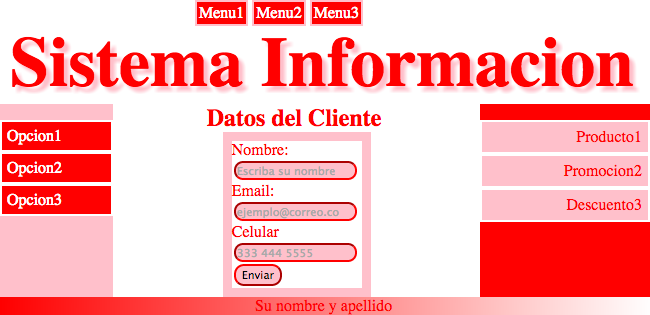 Menu1 Menu2 Menu3
Sistema Informacion
Opcion1
Opcion2
Opcion3
Datos del Cliente
Nombre:
Escriba su nombre
Email:
ejemplo@correo.co
Celular
333 444 5555
Enviar
Producto1
Promocion2
Descuento3
Su nombre y apellido